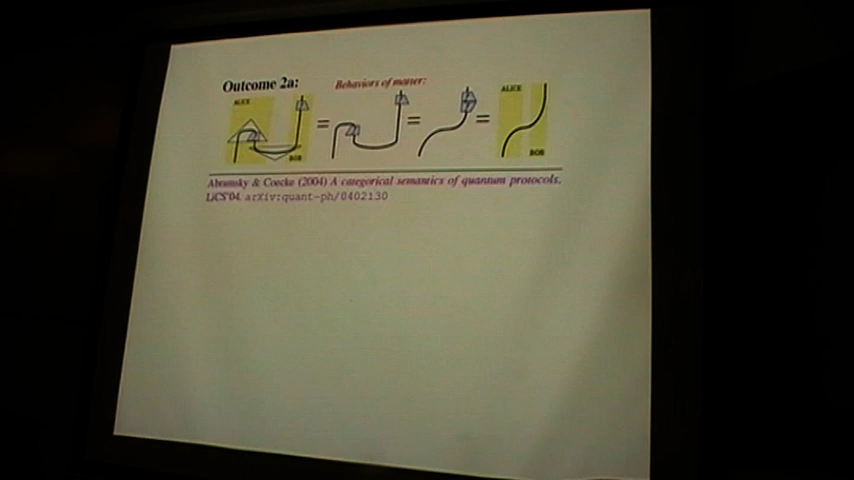 Outcome 2a:
Behaviors of matter:
ALICE
BOB
=
=
=
ALICE
BOB
Abramsky & Coecke (2004) A categorical semantics of quantum protocols.
LiCS'04. arXiv:quant-ph/0402130